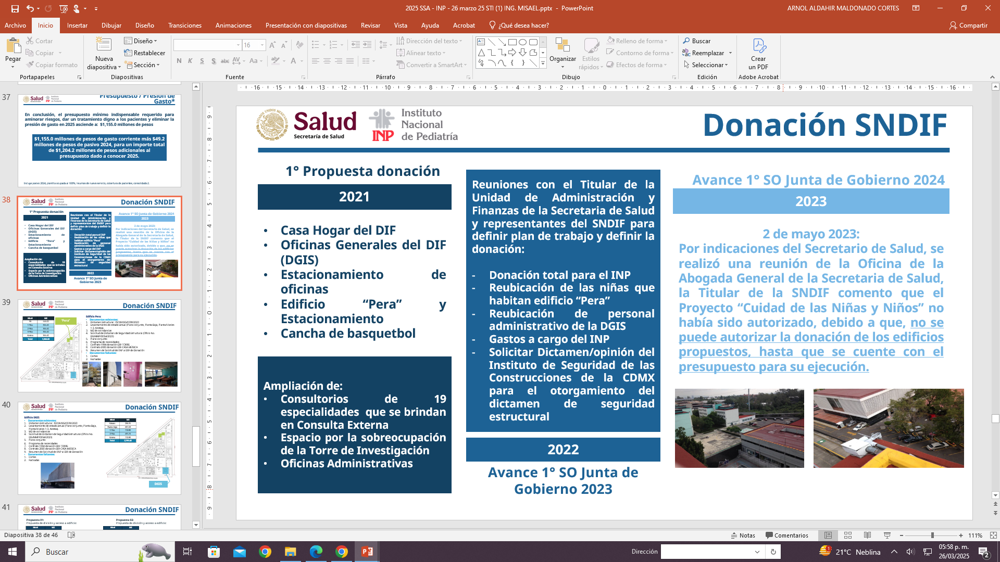 2025 SSA - INP - 26 marzo 25 STI (1) ING. MISAEL.pptx - PowerPoint
ARNOL ALDAHIR MALDONADO CORTES
Archivo Inicio Insertar Dibujar Diseño Transiciones Animaciones Presentación con diapositivas Revisar Vista Ayuda Acrobat ¿Qué desea hacer? Compartir
Pegar
Cortar
Copiar
Copiar formato
Portapapeles
Nueva
diapositiva
Diseño
Restablecer
Sección
Diapositivas
16
N K S S abc AV Aa A
Fuente
Dirección del texto
Alinear texto
Convertir a SmartArt
Párrafo
Organizar
Estilos
rápidos
Relleno de forma
Contorno de forma
Efectos de forma
Dibujo
Buscar
Reemplazar
Seleccionar
Edición
Crear
un PDF
Adobe Acrobat
37
Salud
Presupuesto / Presión de
Gasto*
En conclusión, el presupuesto mínimo indispensable requerido para
aminorar riesgos, dar un tratamiento digno a los pacientes y eliminar la
presión de gasto en 2025 asciende a: $1,155.0 millones de pesos
$1,155.0 millones de pesos de gasto corriente más $49.2
millones de pesos de pasivo 2024, para un importe total
de $1,204.2 millones de pesos adicionales al
presupuesto dado a conocer 2025.
38
39
Donación SNDIF
"Pera"
Edificio Pera:
40
Donación SNDIF
Edificio DGIS:
DGIS
41
Donación SNDIF
Propuesta 01:
Propuesta de división y acceso a edificio:
Propuesta 02:
Propuesta de división y acceso a edificio:
Salud
Secretaría de Salud
INP
Instituto
Nacional
de Pediatría
Donación SNDIF
1° Propuesta donación
2021
• Casa Hogar del DIF
• Oficinas Generales del DIF
(DGIS)
• Estacionamiento de
oficinas
• Edificio “Pera” y
Estacionamiento
• Cancha de basquetbol
Ampliación de:
• Consultorios de 19
especialidades que se brindan
en Consulta Externa
• Espacio por la sobreocupación
de la Torre de Investigación
• Oficinas Administrativas
Reuniones con el Titular de la
Unidad de Administración y
Finanzas de la Secretaria de Salud
y representantes del SNDIF para
definir plan de trabajo y definir la
donación:
- Donación total para el INP
- Reubicación de las niñas que
habitan edificio “Pera”
- Reubicación de personal
administrativo de la DGIS
- Gastos a cargo del INP
- Solicitar Dictamen/opinión del
Instituto de Seguridad de las
Construcciones de la CDMX
para el otorgamiento del
dictamen de seguridad
estructural
2022
Avance 1° SO Junta de
Gobierno 2023
Avance 1° SO Junta de Gobierno 2024
2023
2 de mayo 2023:
Por indicaciones del Secretario de Salud, se
realizó una reunión de la Oficina de la
Abogada General de la Secretaria de Salud,
la Titular de la SNDIF comento que el
Proyecto “Cuidad de las Niñas y Niños” no
había sido autorizado, debido a que, no se
puede autorizar la donación de los edificios
propuestos, hasta que se cuente con el
presupuesto para su ejecución.
Diapositiva 38 de 46
Notas Comentarios 111%
Buscar
Dirección
21°C Neblina
05:58 p. m.
26/03/2025
2